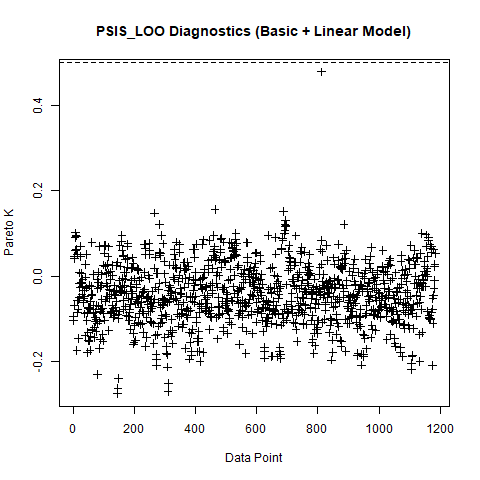 PSIS_LOO Diagnostics (Basic + Linear Model)
Pareto K
0.4
0.2
0.0
-0.2
0 200 400 600 800 1000 1200
Data Point